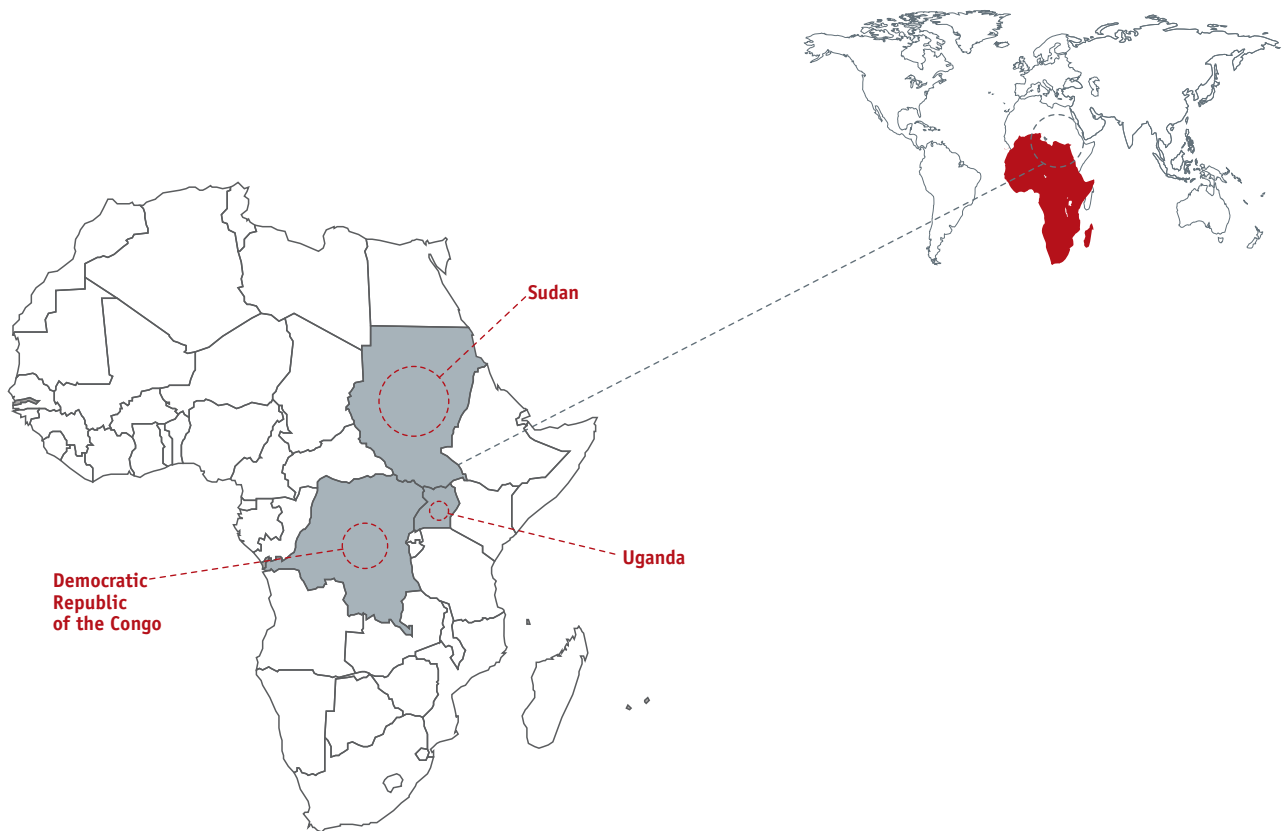 Sudan
Uganda
Democratic
Republic
of the Congo